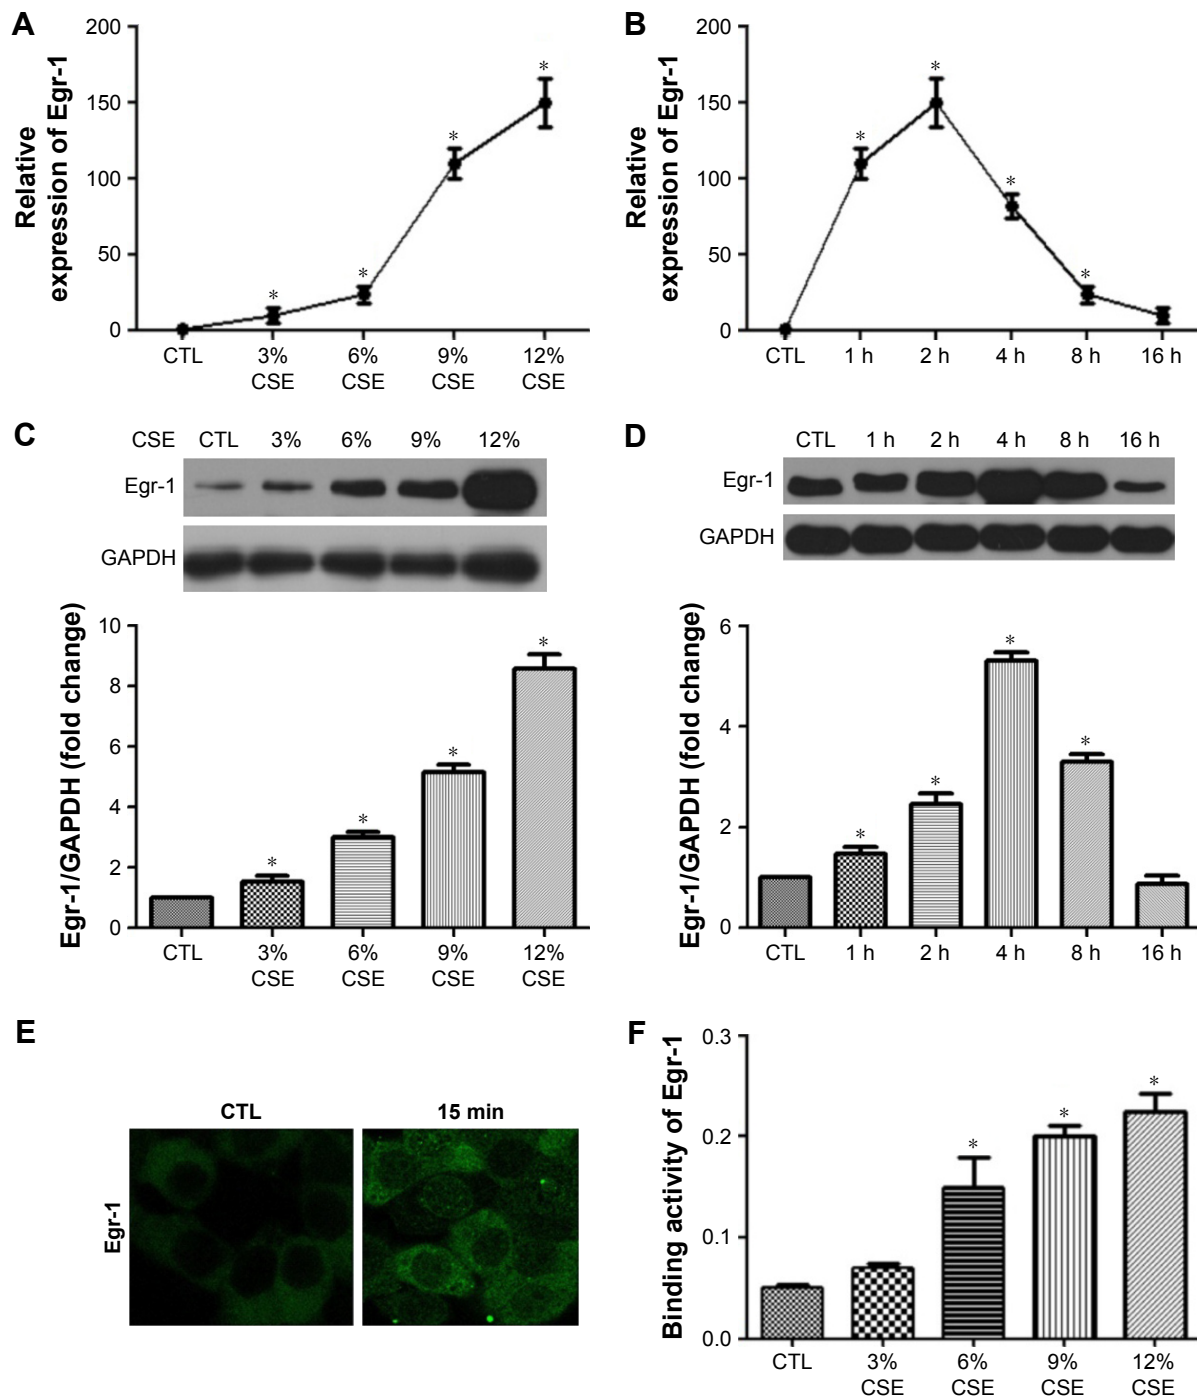 A
Relative
expression of Egr-1
200
150
100
50
0
*
*
*
*
CTL 3% 6% 9% 12%
CSE CSE CSE CSE
B
Relative
expression of Egr-1
200
150
100
50
0
*
*
*
*
CTL 1 h 2 h 4 h 8 h 16 h
C
CSE CTL 3% 6% 9% 12%
Egr-1
GAPDH
Egr-1/GAPDH (fold change)
10
8
6
4
2
0
*
*
*
*
CTL 3% 6% 9% 12%
CSE CSE CSE CSE
D
CTL 1 h 2 h 4 h 8 h 16 h
Egr-1
GAPDH
Egr-1/GAPDH (fold change)
6
4
2
0
*
*
*
*
CTL 1 h 2 h 4 h 8 h 16 h
E
CTL 15 min
Egr-1
F
Binding activity of Egr-1
0.3
0.2
0.1
0.0
*
*
*
CTL 3% 6% 9% 12%
CSE CSE CSE CSE